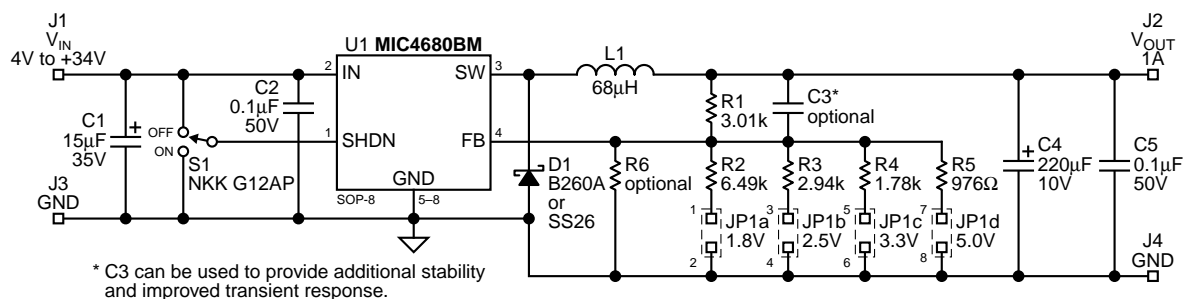 J1
VIN
4V to +34V
C1
15µF
35V
OFF
ON
S1
NKK G12AP
C2
0.1µF
50V
U1 MIC4680BM
2
IN
SW
3
1
SHDN
FB
4
GND
SOP-8
5–8
L1
68µH
D1
B260A
or
SS26
R1
3.01k
C3*
optional
R6
optional
R2
6.49k
R3
2.94k
R4
1.78k
R5
976Ω
1
JP1a
1.8V
2
3
JP1b
2.5V
4
5
JP1c
3.3V
6
7
JP1d
5.0V
8
C4
220µF
10V
C5
0.1µF
50V
J2
VOUT
1A
J3
GND
J4
GND
+
+
* C3 can be used to provide additional stability
and improved transient response.